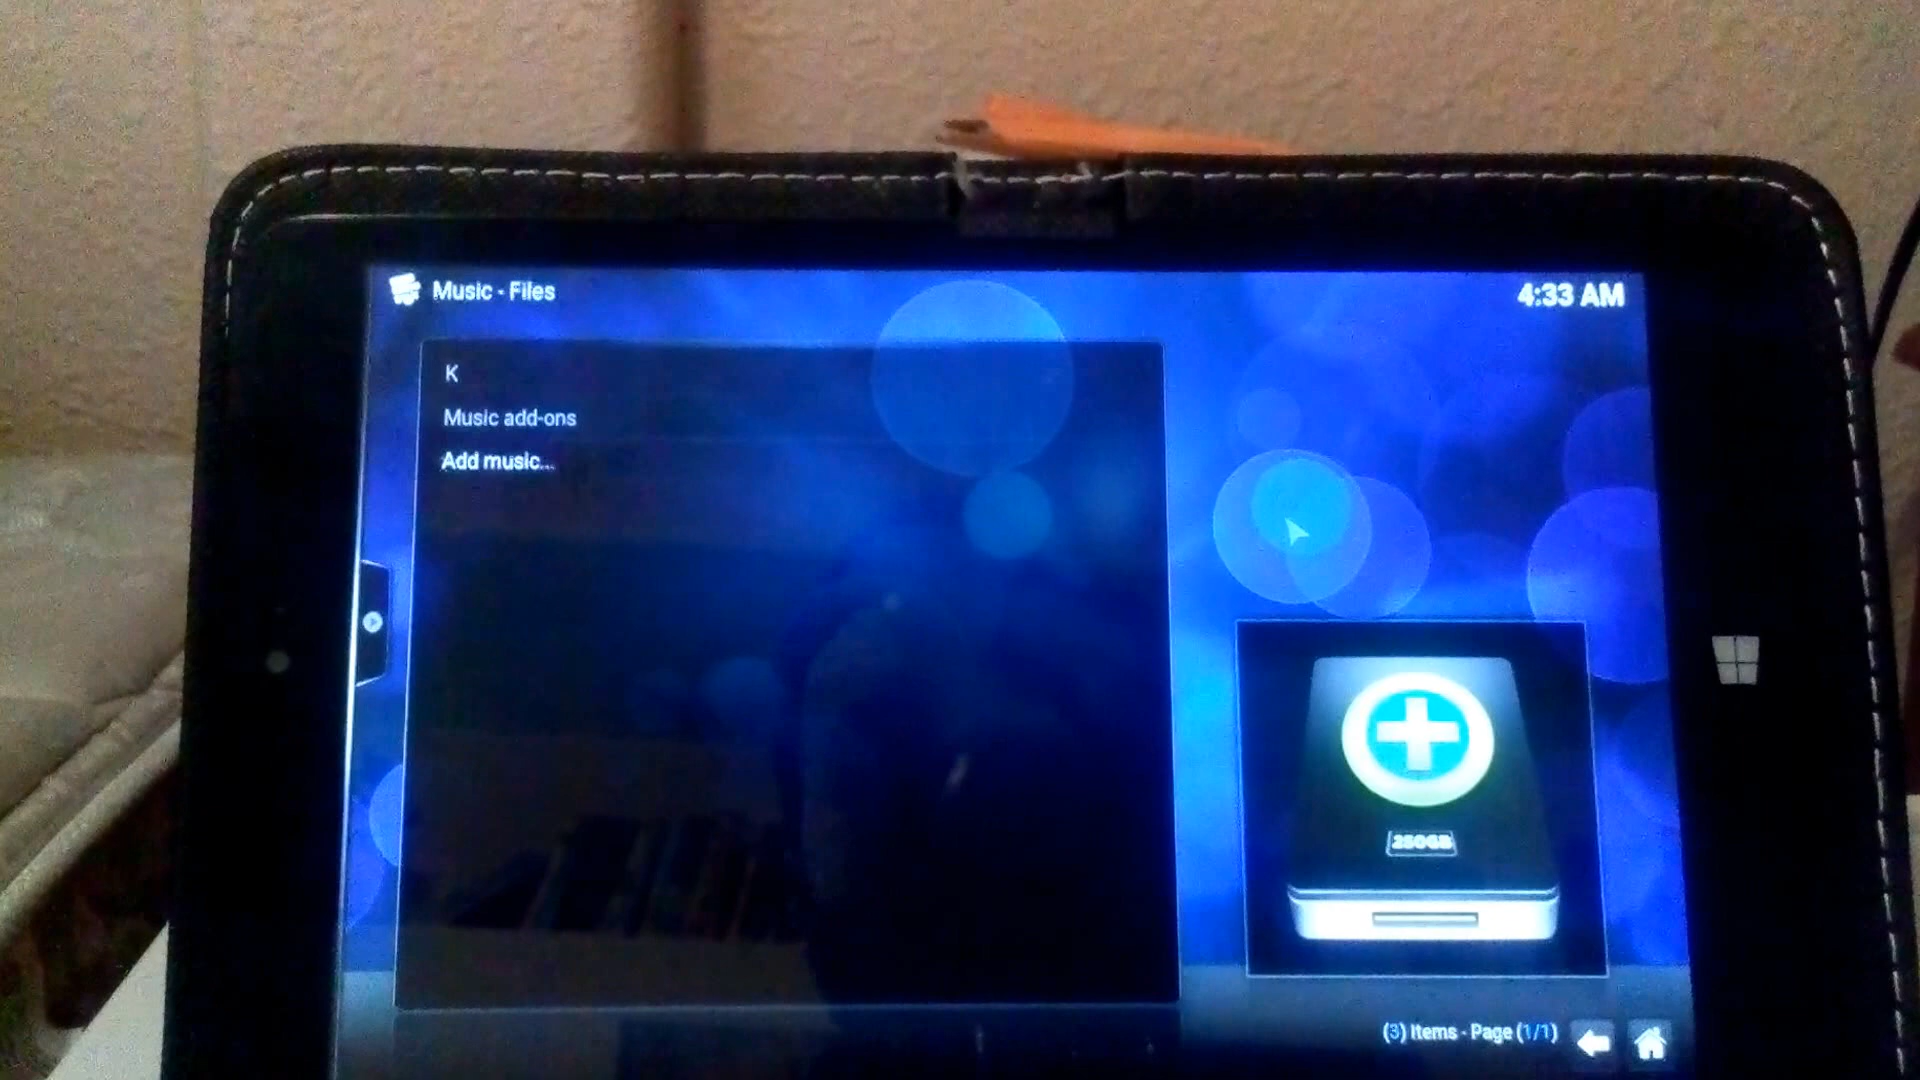 Music - Files
4:33 AM
K
Music add-ons
Add music...
250GB
(3) Items - Page (1/1)